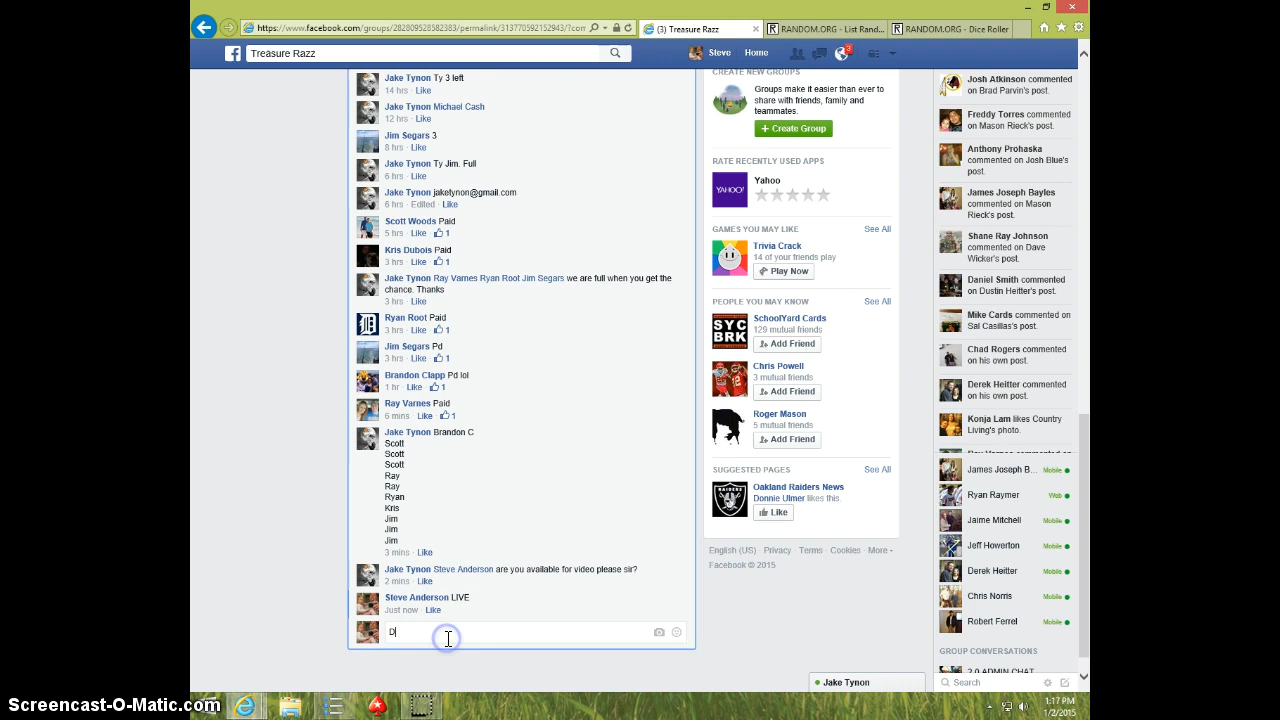 https://www.facebook.com/groups/282809528582383/permalink/313770592152943/?com
(3) Treasure Razz
RANDOM.ORG - List Rand...
RANDOM.ORG - Dice Roller
Treasure Razz
Steve
Home
3
Jake Tynon Ty 3 left
14 hrs · Like
Jake Tynon Michael Cash
12 hrs · Like
Jim Segars 3
8 hrs · Like
Jake Tynon Ty Jim. Full
6 hrs · Like
Jake Tynon jaketynon@gmail.com
6 hrs · Edited · Like
Scott Woods Paid
5 hrs · Like · 1
Kris Dubois Paid
3 hrs · Like · 1
Jake Tynon Ray Varnes Ryan Root Jim Segars we are full when you get the
chance. Thanks
3 hrs · Like
Ryan Root Paid
3 hrs · Like · 1
Jim Segars Pd
3 hrs · Like · 1
Brandon Clapp Pd lol
1 hr · Like · 1
Ray Varnes Paid
6 mins · Like · 1
Jake Tynon Brandon C
Scott
Scott
Scott
Ray
Ray
Ryan
Kris
Jim
Jim
Jim
3 mins · Like
Jake Tynon Steve Anderson are you available for video please sir?
2 mins · Like
Steve Anderson LIVE
Just now · Like
D
CREATE NEW GROUPS
Groups make it easier than ever to
share with friends, family and
teammates.
+ Create Group
RATE RECENTLY USED APPS
YAHOO!
Yahoo
GAMES YOU MAY LIKE
See All
Trivia Crack
14 of your friends play
Play Now
PEOPLE YOU MAY KNOW
See All
SYC
BRK
SchoolYard Cards
129 mutual friends
Add Friend
Chris Powell
3 mutual friends
Add Friend
Roger Mason
5 mutual friends
Add Friend
SUGGESTED PAGES
See All
RAIDERS
Oakland Raiders News
Donnie Ulmer likes this.
Like
English (US) · Privacy · Terms · Cookies · More
Facebook © 2015
Josh Atkinson
commented on Brad Parvin's post.
Freddy Torres
commented on Mason Rieck's post.
Anthony Prohaska
commented on Josh Blue's
post.
James Joseph Bayles
commented on Mason
Rieck's post.
Shane Ray Johnson
commented on Dave
Wicker's post.
Daniel Smith commented
on Dustin Heitter's post.
Mike Cards commented on
Sal Casillas's post.
Chad Rogers commented
on his own post.
Derek Heitter commented
on his own post.
Konja Lam likes Country
Living's photo.
James Joseph B... Mobile
Ryan Raymer Web
Jaime Mitchell Mobile
Jeff Howerton Mobile
Derek Heitter Mobile
Chris Norris Mobile
Robert Ferrel Mobile
GROUP CONVERSATIONS
2.0 ADMIN CHAT
Search
Jake Tynon
1:17 PM
1/2/2015
Screencast-O-Matic.com